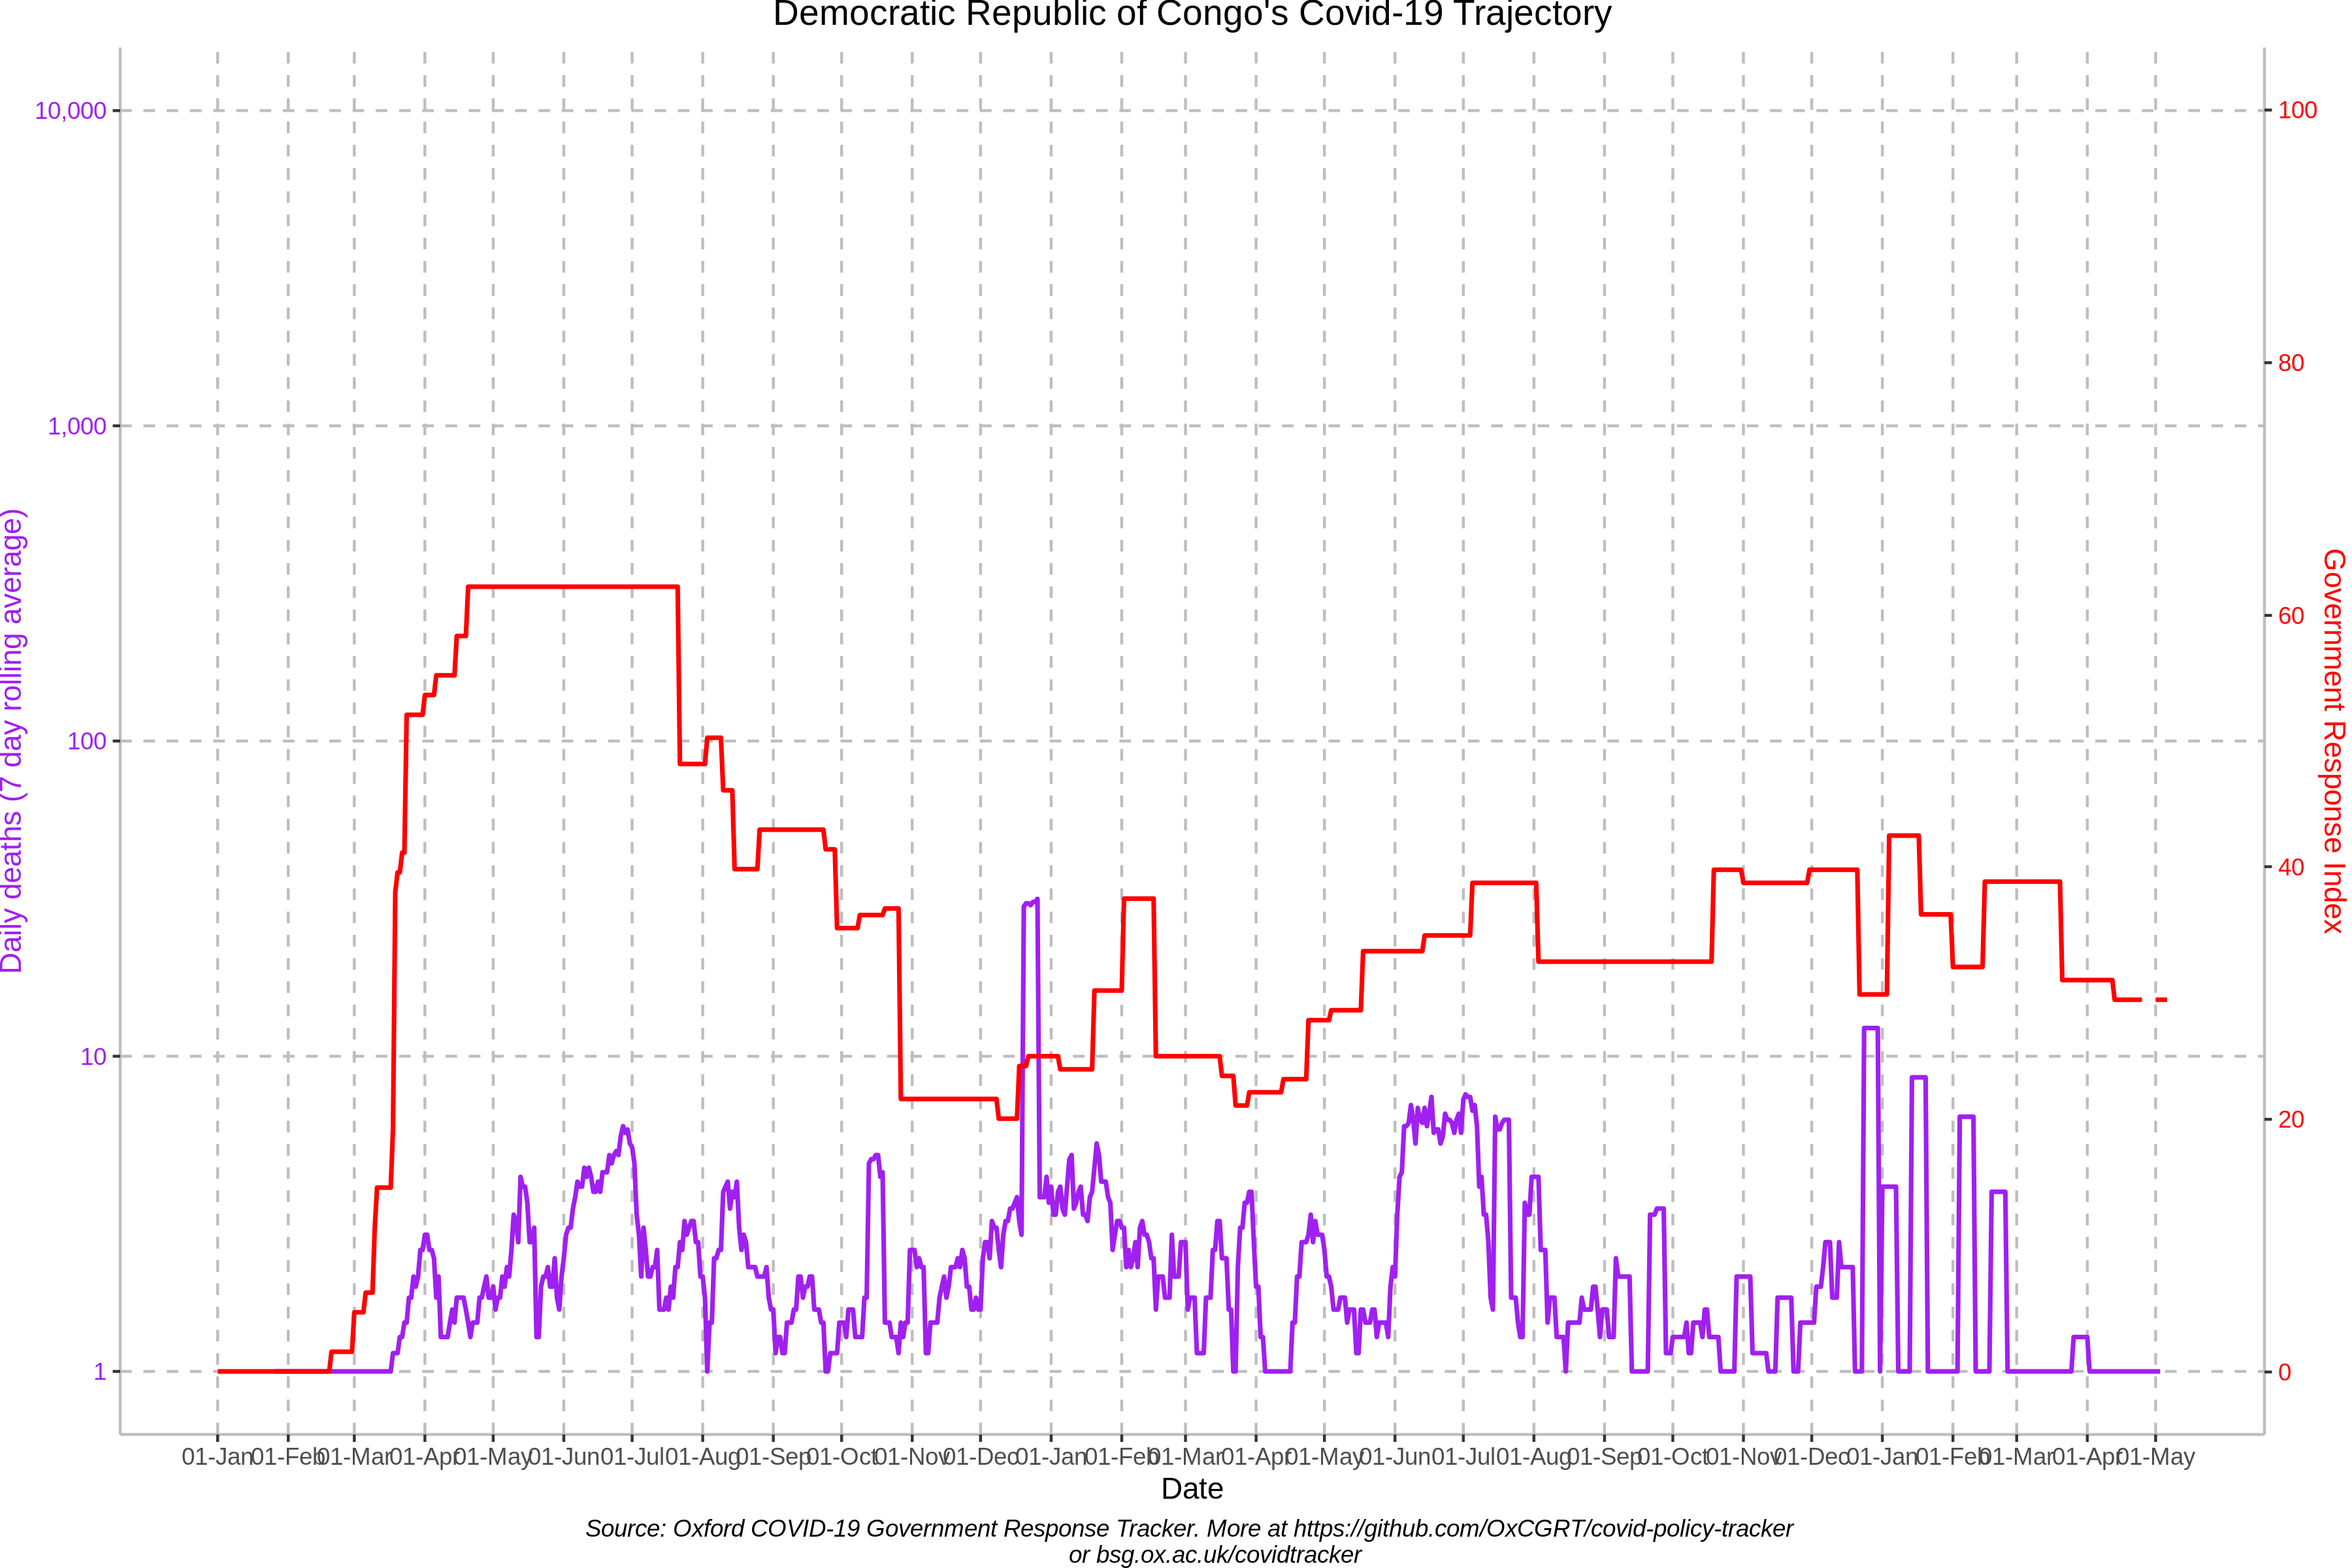 Democratic Republic of Congo's Covid-19 Trajectory
10,000
1,000
100
10
1
Daily deaths (7 day rolling average)
100
80
60
40
20
0
Government Response Index
01-Jan 01-Feb 01-Mar 01-Apr 01-May 01-Jun 01-Jul 01-Aug 01-Sep 01-Oct 01-Nov 01-Dec 01-Jan 01-Feb 01-Mar 01-Apr 01-May 01-Jun 01-Jul 01-Aug 01-Sep 01-Oct 01-Nov 01-Dec 01-Jan 01-Feb 01-Mar 01-Apr 01-May
Date
Source: Oxford COVID-19 Government Response Tracker. More at https://github.com/OxCGRT/covid-policy-tracker
or bsg.ox.ac.uk/covidtracker